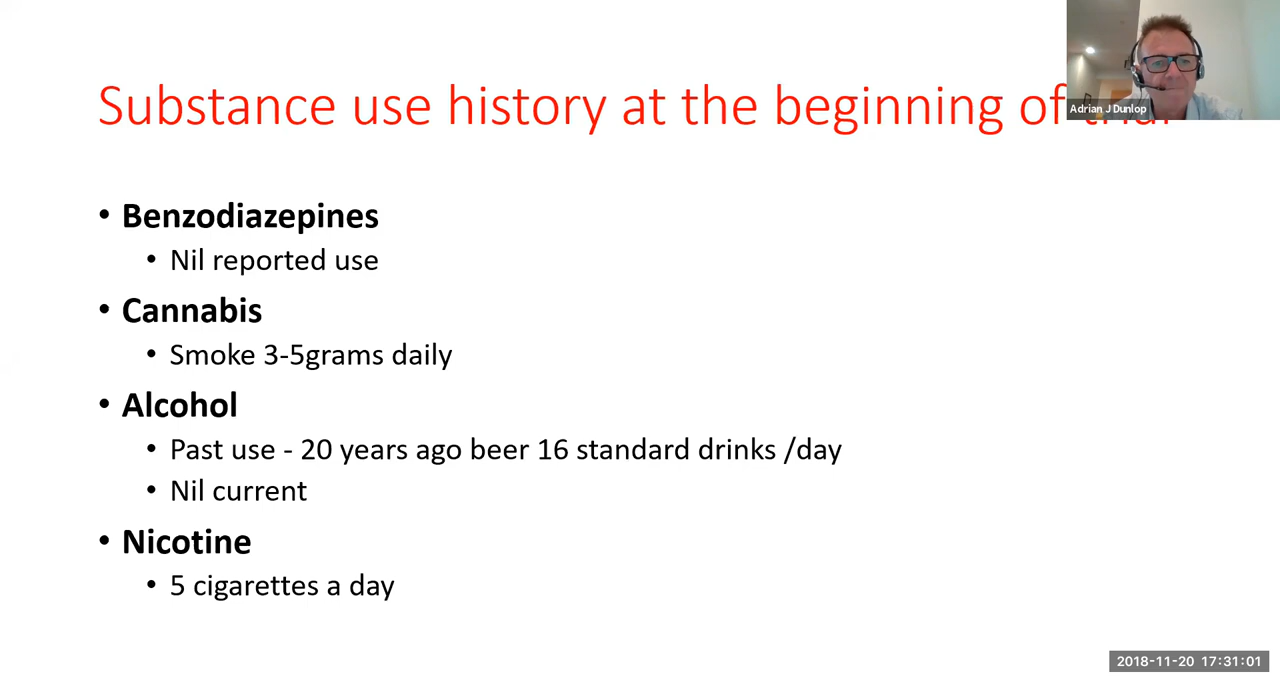 Substance use history at the beginning of
Adrian J Dunlop
• Benzodiazepines
• Nil reported use
• Cannabis
• Smoke 3-5grams daily
• Alcohol
• Past use - 20 years ago beer 16 standard drinks /day
• Nil current
• Nicotine
• 5 cigarettes a day
2018-11-20 17:31:01